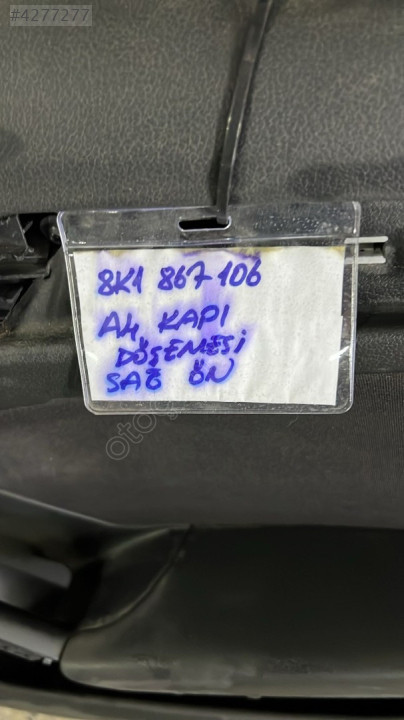 #4277277
8K1 867 106
A4 KAPI
DÖŞEMESİ
SAĞ ÖN